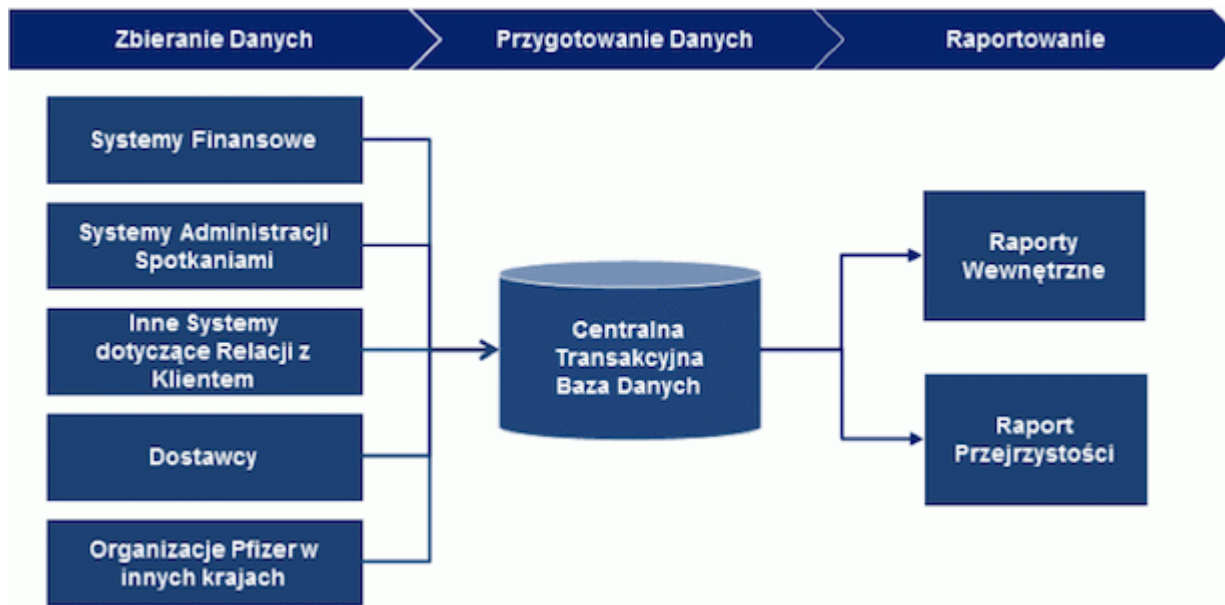 Zbieranie Danych
Przygotowanie Danych
Raportowanie
Systemy Finansowe
Systemy Administracji
Spotkaniami
Inne Systemy
dotyczące Relacji z
Klientem
Dostawcy
Organizacje Pfizer w
innych krajach
Centralna
Transakcyjna
Baza Danych
Raporty
Wewnętrzne
Raport
Przejrzystości